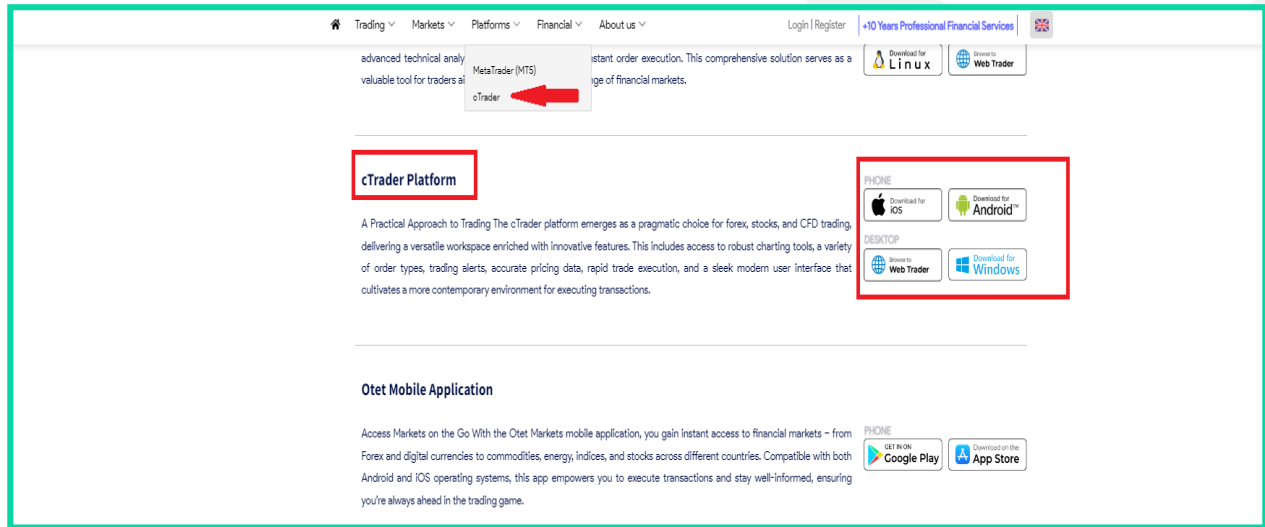 Trading Markets Platforms Financial About us Login | Register +10 Years Professional Financial Services
advanced technical analy stant order execution. This comprehensive solution serves as a
valuable tool for traders ai nge of financial markets.
MetaTrader (MT5)
cTrader
Download for
Linux
Browse to
Web Trader
cTrader Platform
A Practical Approach to Trading The cTrader platform emerges as a pragmatic choice for forex, stocks, and CFD trading,
delivering a versatile workspace enriched with innovative features. This includes access to robust charting tools, a variety
of order types, trading alerts, accurate pricing data, rapid trade execution, and a sleek modern user interface that
cultivates a more contemporary environment for executing transactions.
PHONE
Download for
iOS
Download for
Android™
DESKTOP
Browse to
Web Trader
Download for
Windows
Otet Mobile Application
Access Markets on the Go With the Otet Markets mobile application, you gain instant access to financial markets – from
Forex and digital currencies to commodities, energy, indices, and stocks across different countries. Compatible with both
Android and iOS operating systems, this app empowers you to execute transactions and stay well-informed, ensuring
you're always ahead in the trading game.
PHONE
GET IN ON
Google Play
Download on the
App Store